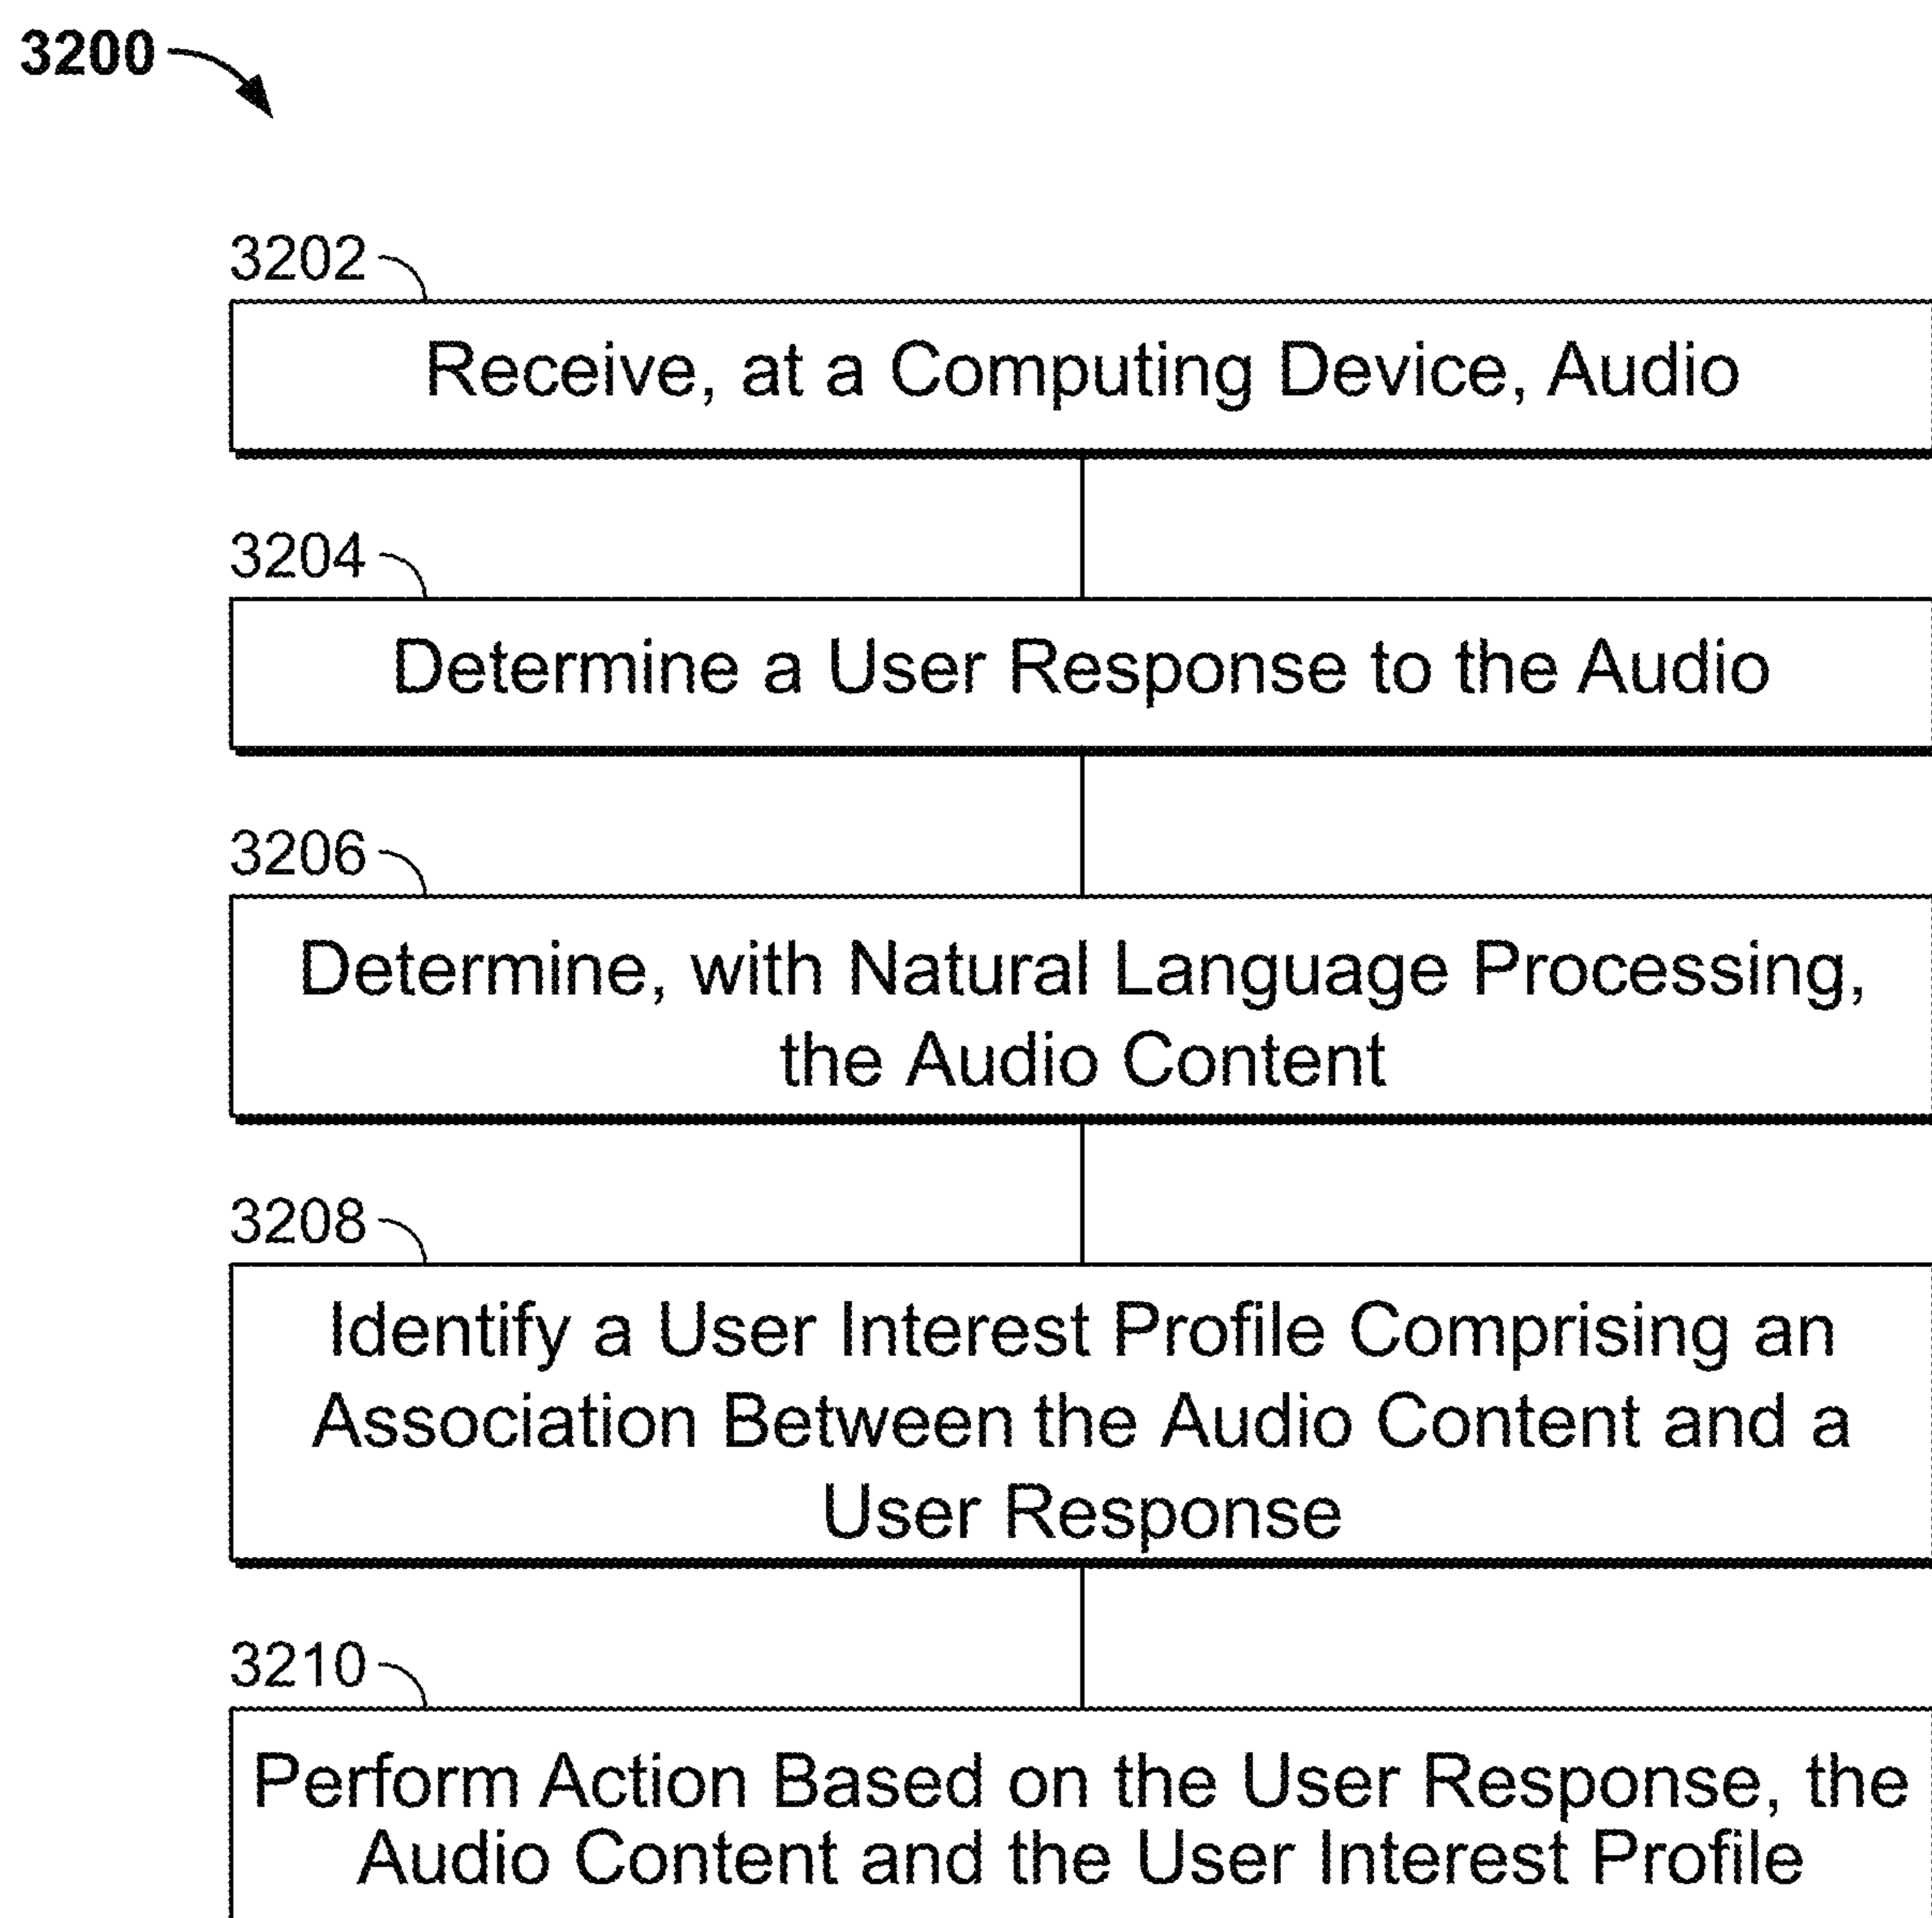 3200
3202
Receive, at a Computing Device, Audio
3204
Determine a User Response to the Audio
3206
Determine, with Natural Language Processing,
the Audio Content
3208
Identify a User Interest Profile Comprising an
Association Between the Audio Content and a
User Response
3210
Perform Action Based on the User Response, the
Audio Content and the User Interest Profile